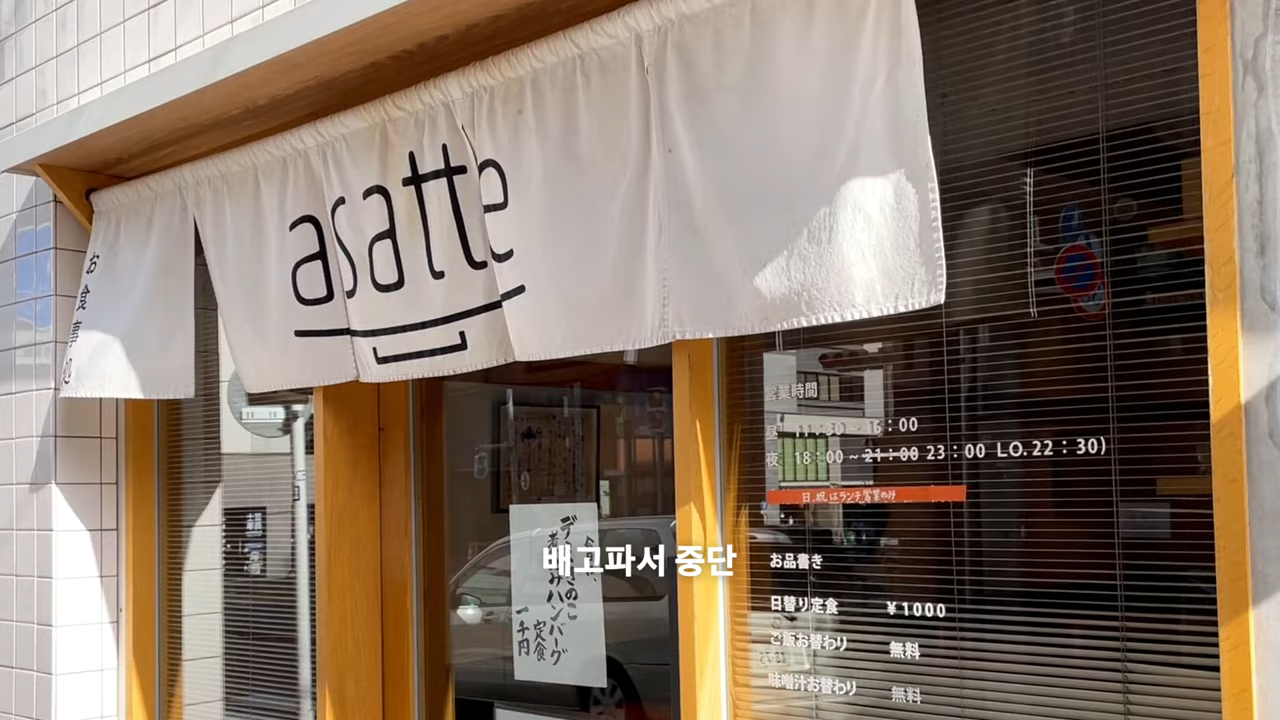 asatte
お食事処
営業時間
昼 11:30 ~ 16:00
夜 18:00 ~ 21:00 23:00 LO. 22:30)
日、祝はランチ営業のみ
お品書き
日替り定食 ¥1000
ご飯お替わり 無料
味噌汁お替わり 無料
きのこ
ハンバーグ
定食
一千円
배고파서 중단